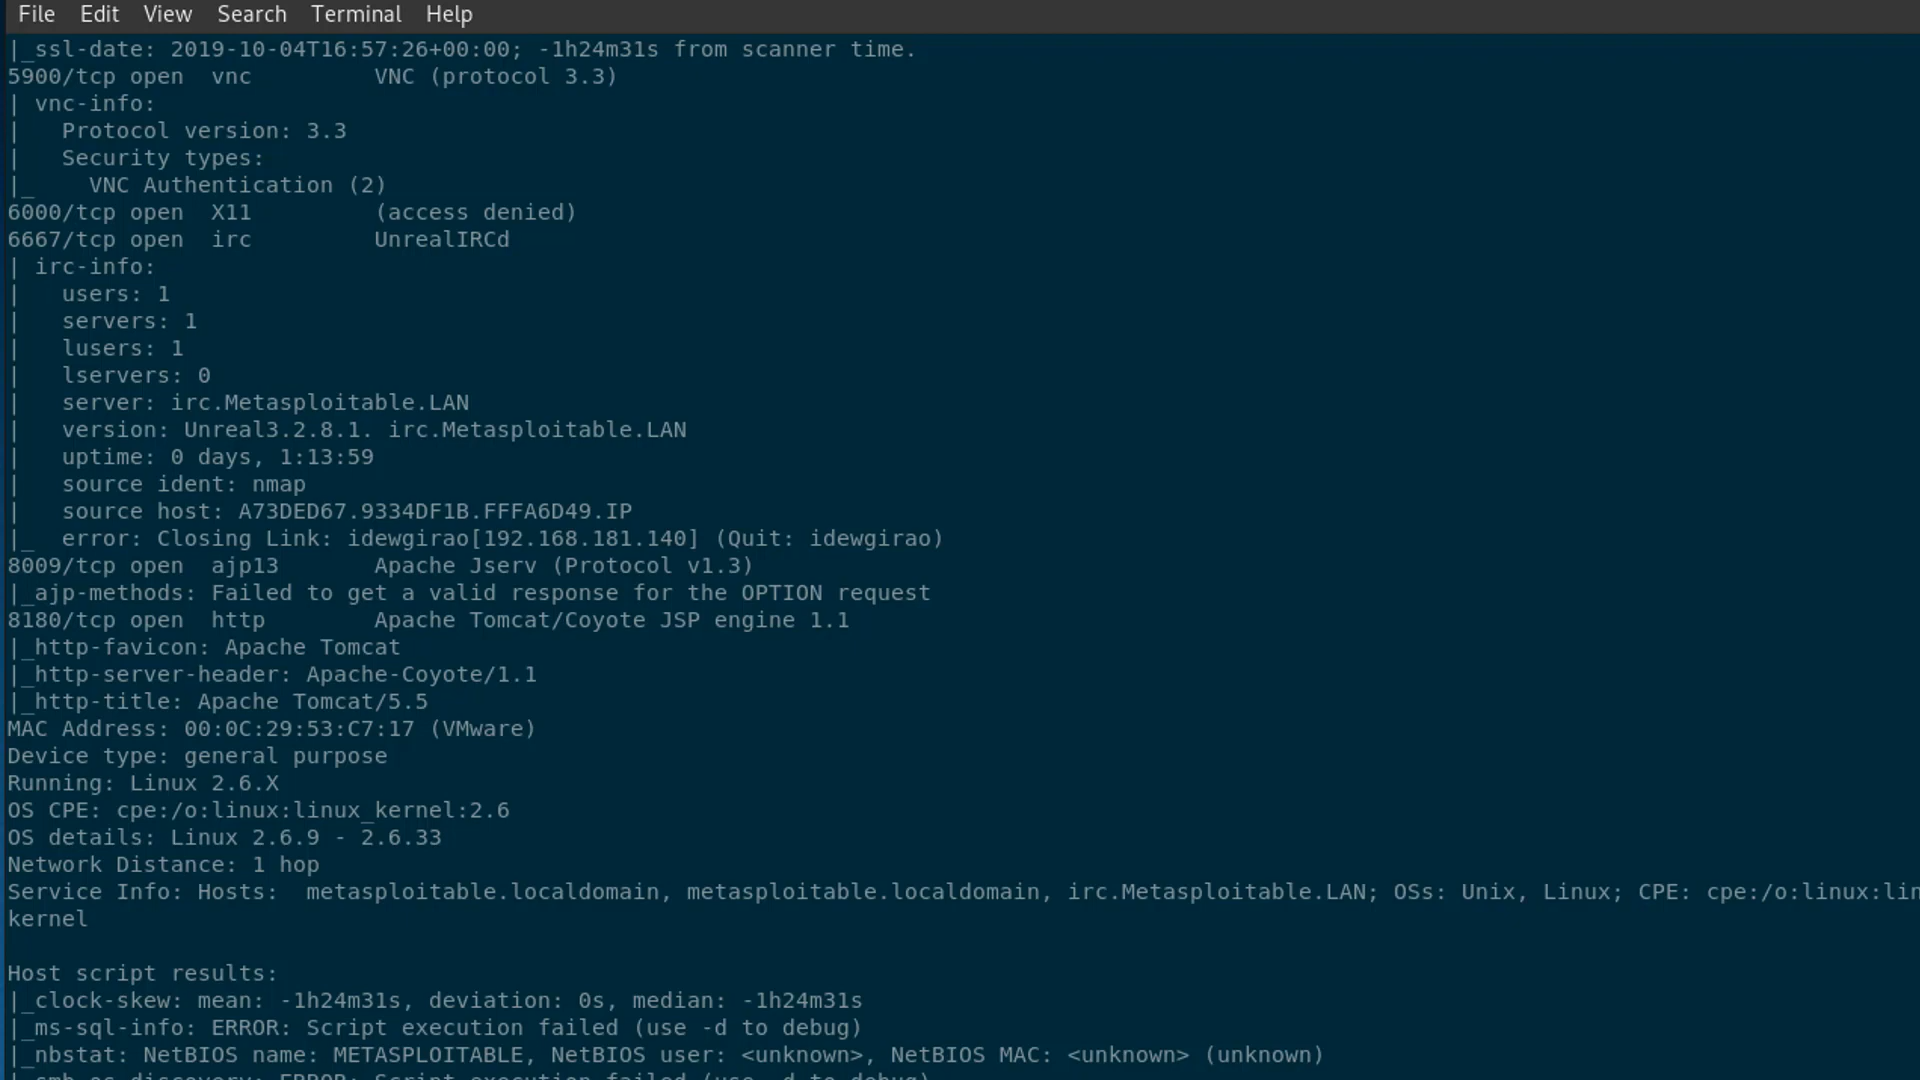 File Edit View Search Terminal Help
|_ssl-date: 2019-10-04T16:57:26+00:00; -1h24m31s from scanner time.
5900/tcp open  vnc         VNC (protocol 3.3)
| vnc-info:
|   Protocol version: 3.3
|   Security types:
|_    VNC Authentication (2)
6000/tcp open  X11         (access denied)
6667/tcp open  irc         UnrealIRCd
| irc-info:
|   users: 1
|   servers: 1
|   lusers: 1
|   lservers: 0
|   server: irc.Metasploitable.LAN
|   version: Unreal3.2.8.1. irc.Metasploitable.LAN
|   uptime: 0 days, 1:13:59
|   source ident: nmap
|   source host: A73DED67.9334DF1B.FFFA6D49.IP
|_  error: Closing Link: idewgirao[192.168.181.140] (Quit: idewgirao)
8009/tcp open  ajp13       Apache Jserv (Protocol v1.3)
|_ajp-methods: Failed to get a valid response for the OPTION request
8180/tcp open  http        Apache Tomcat/Coyote JSP engine 1.1
|_http-favicon: Apache Tomcat
|_http-server-header: Apache-Coyote/1.1
|_http-title: Apache Tomcat/5.5
MAC Address: 00:0C:29:53:C7:17 (VMware)
Device type: general purpose
Running: Linux 2.6.X
OS CPE: cpe:/o:linux:linux_kernel:2.6
OS details: Linux 2.6.9 - 2.6.33
Network Distance: 1 hop
Service Info: Hosts:  metasploitable.localdomain, metasploitable.localdomain, irc.Metasploitable.LAN; OSs: Unix, Linux; CPE: cpe:/o:linux:lin
kernel
Host script results:
|_clock-skew: mean: -1h24m31s, deviation: 0s, median: -1h24m31s
|_ms-sql-info: ERROR: Script execution failed (use -d to debug)
|_nbstat: NetBIOS name: METASPLOITABLE, NetBIOS user: <unknown>, NetBIOS MAC: <unknown> (unknown)
|_smb-os-discovery: ERROR: Script execution failed (use -d to debug)